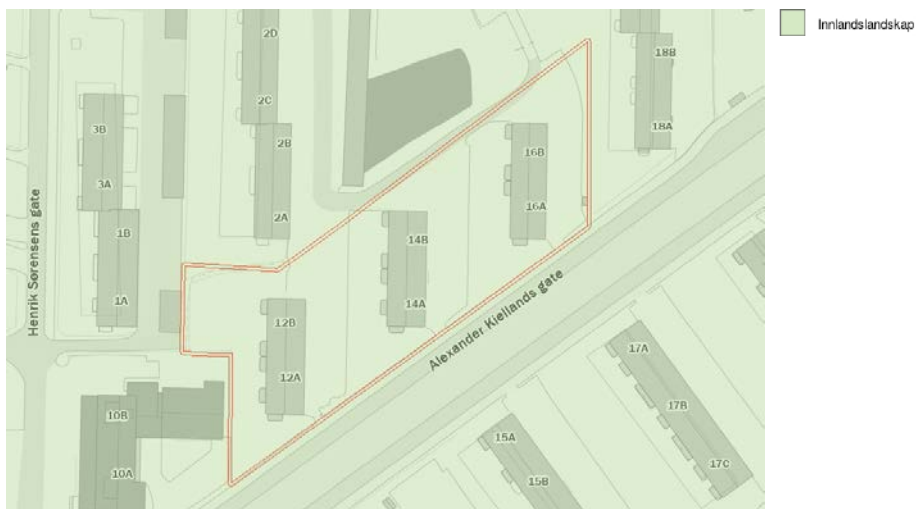 Innlandslandskap
2D
18B
3B
2C
18A
2B
16B
3A
16A
2A
1B
14B
Henrik Sørensens gate
1A
14A
12B
Alexander Kiellands gate
17A
12A
17B
10B
15A
17C
10A
15B